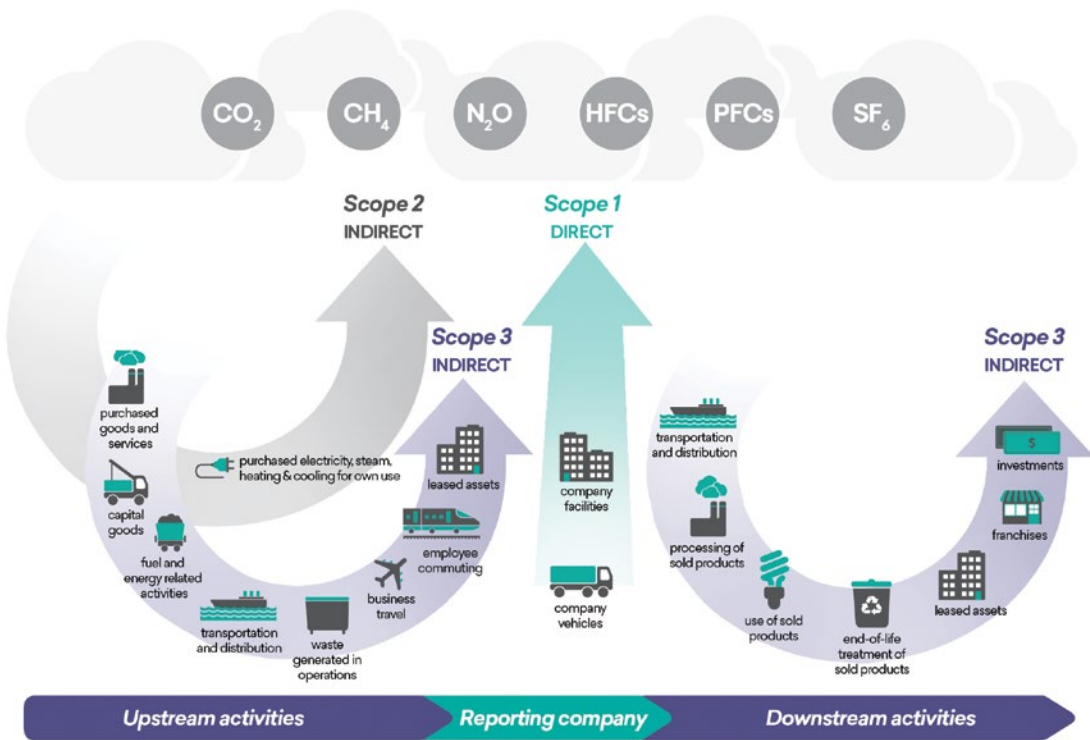 CO₂
CH₄
N₂O
HFCs
PFCs
SF₆
Scope 2
INDIRECT
Scope 1
DIRECT
Scope 3
INDIRECT
Scope 3
INDIRECT
purchased
goods and
services
capital
goods
fuel and
energy related
activities
transportation
and distribution
waste
generated in
operations
business
travel
employee
commuting
leased assets
purchased electricity, steam,
heating & cooling for own use
company
facilities
company
vehicles
transportation
and distribution
processing of
sold products
use of sold
products
end-of-life
treatment of
sold products
leased assets
franchises
$
investments
Upstream activities
Reporting company
Downstream activities